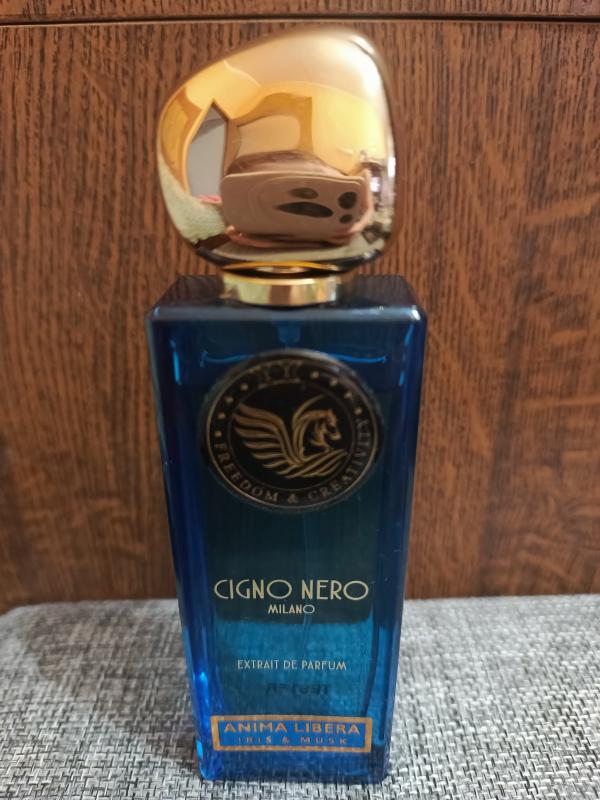 FREEDOM & CREATIVITY
CIGNO NERO
MILANO
EXTRAIT DE PARFUM
ANIMA LIBERA
IRIS & MUSK